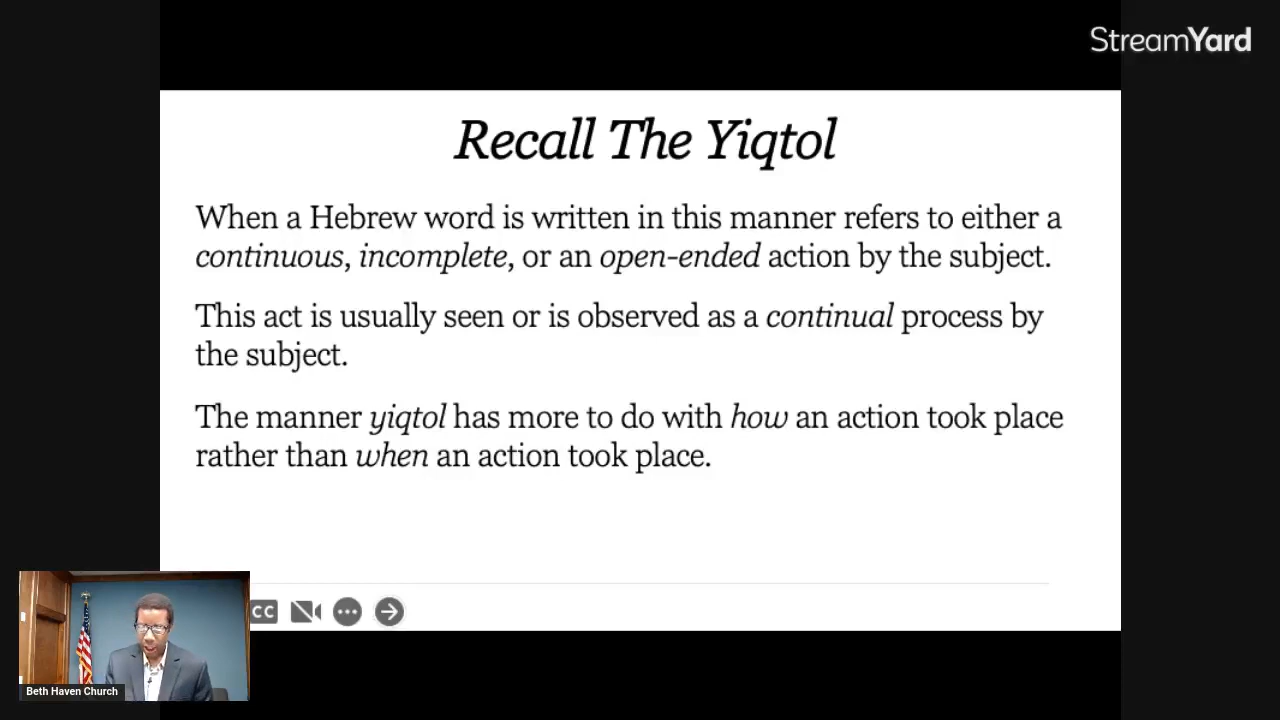 StreamYard
Recall The Yiqtol
When a Hebrew word is written in this manner refers to either a
continuous, incomplete, or an open-ended action by the subject.
This act is usually seen or is observed as a continual process by
the subject.
The manner yiqtol has more to do with how an action took place
rather than when an action took place.
CC
Beth Haven Church